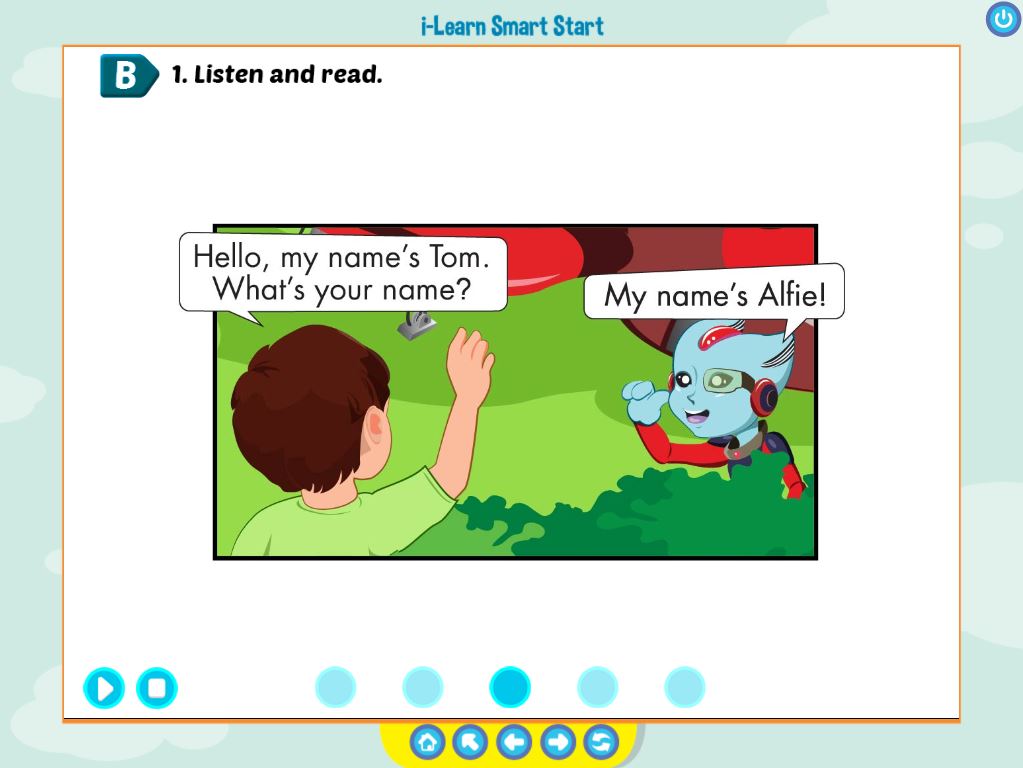 i-Learn Smart Start
B 1. Listen and read.
Hello, my name's Tom.
What's your name?
My name's Alfie!